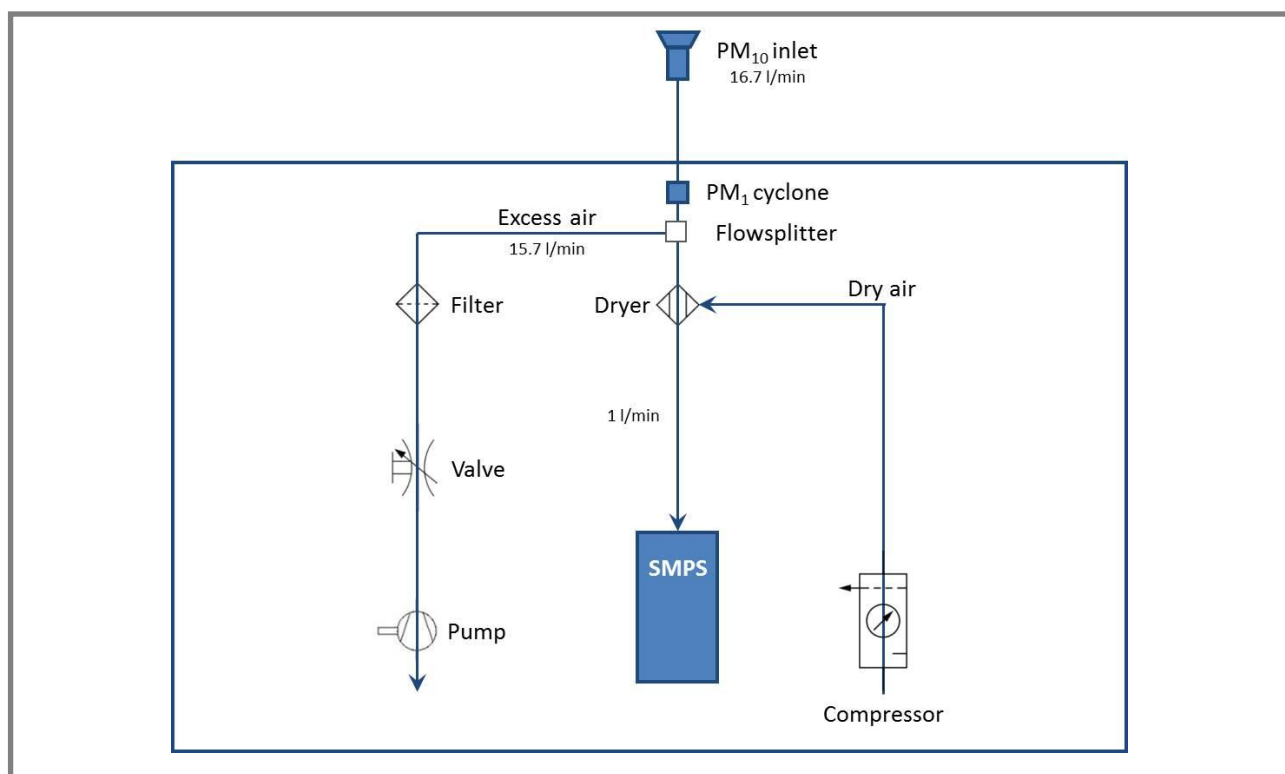 PM₁₀ inlet
16.7 l/min
PM₁ cyclone
Excess air
Flowsplitter
15.7 l/min
Dry air
Filter
Dryer
1 l/min
Valve
SMPS
Pump
Compressor